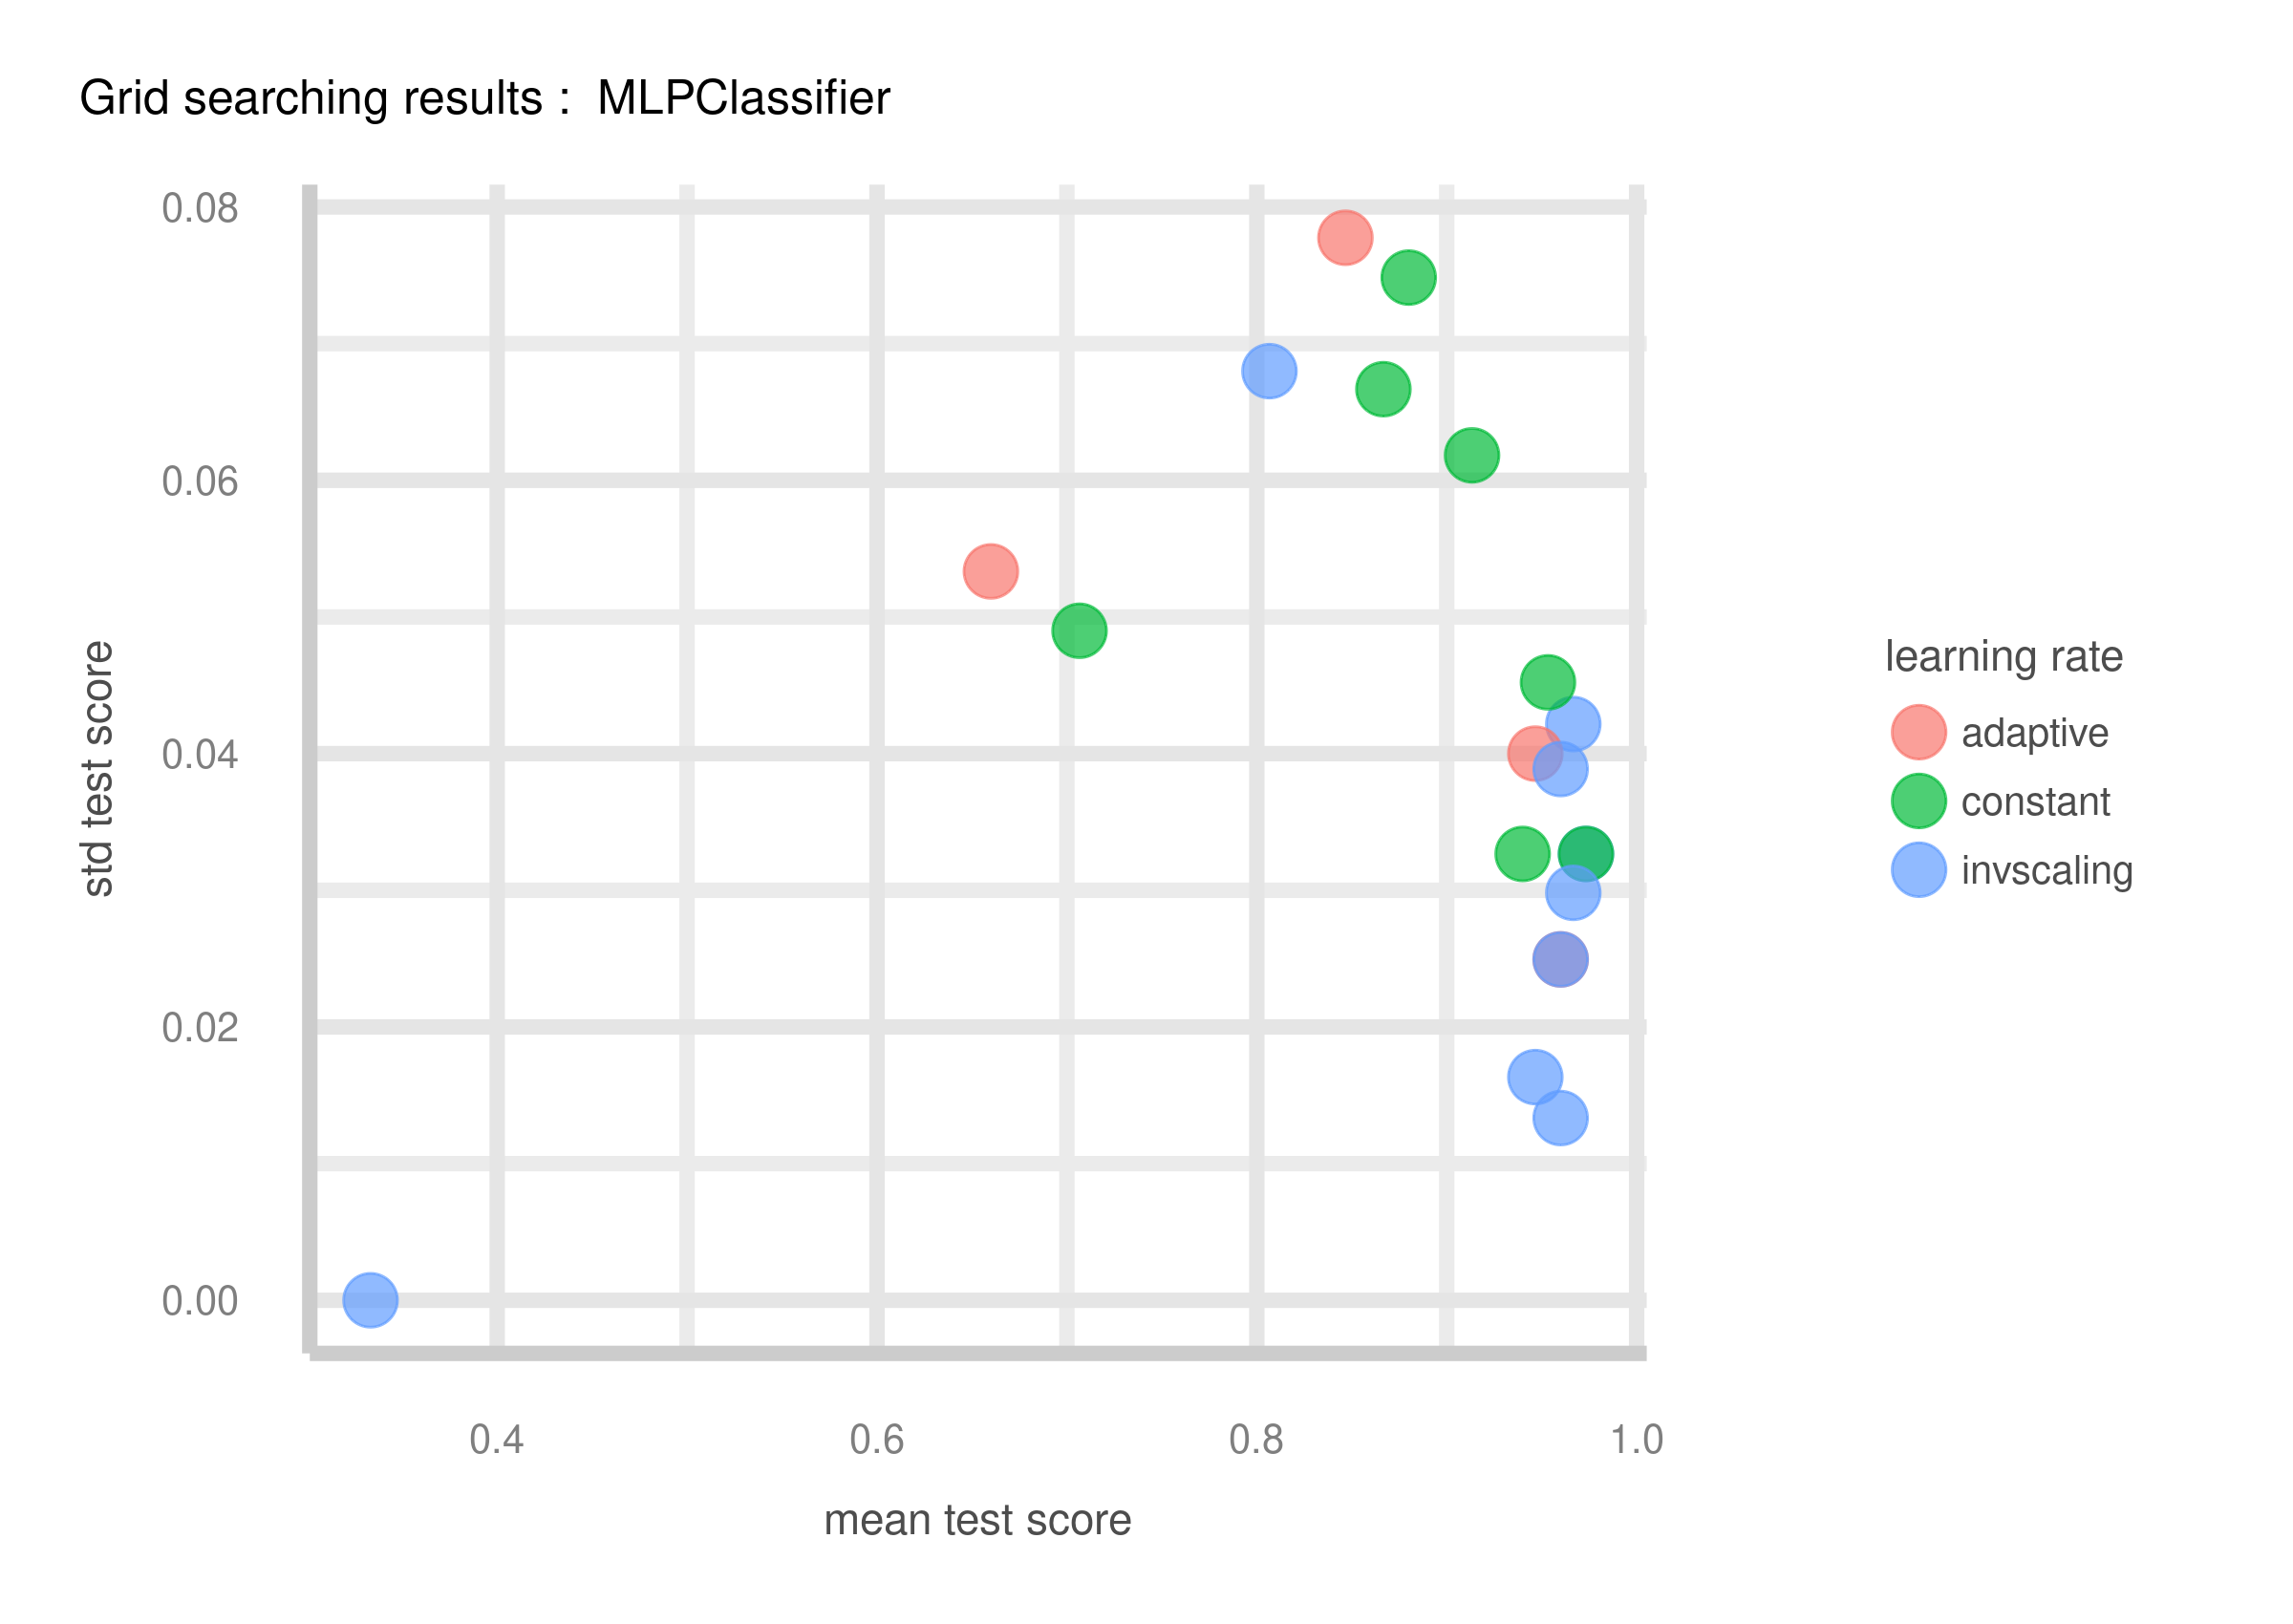 Grid searching results :  MLPClassifier
0.08
0.06
0.04
0.02
0.00
std test score
0.4
0.6
0.8
1.0
mean test score
learning rate
adaptive
constant
invscaling